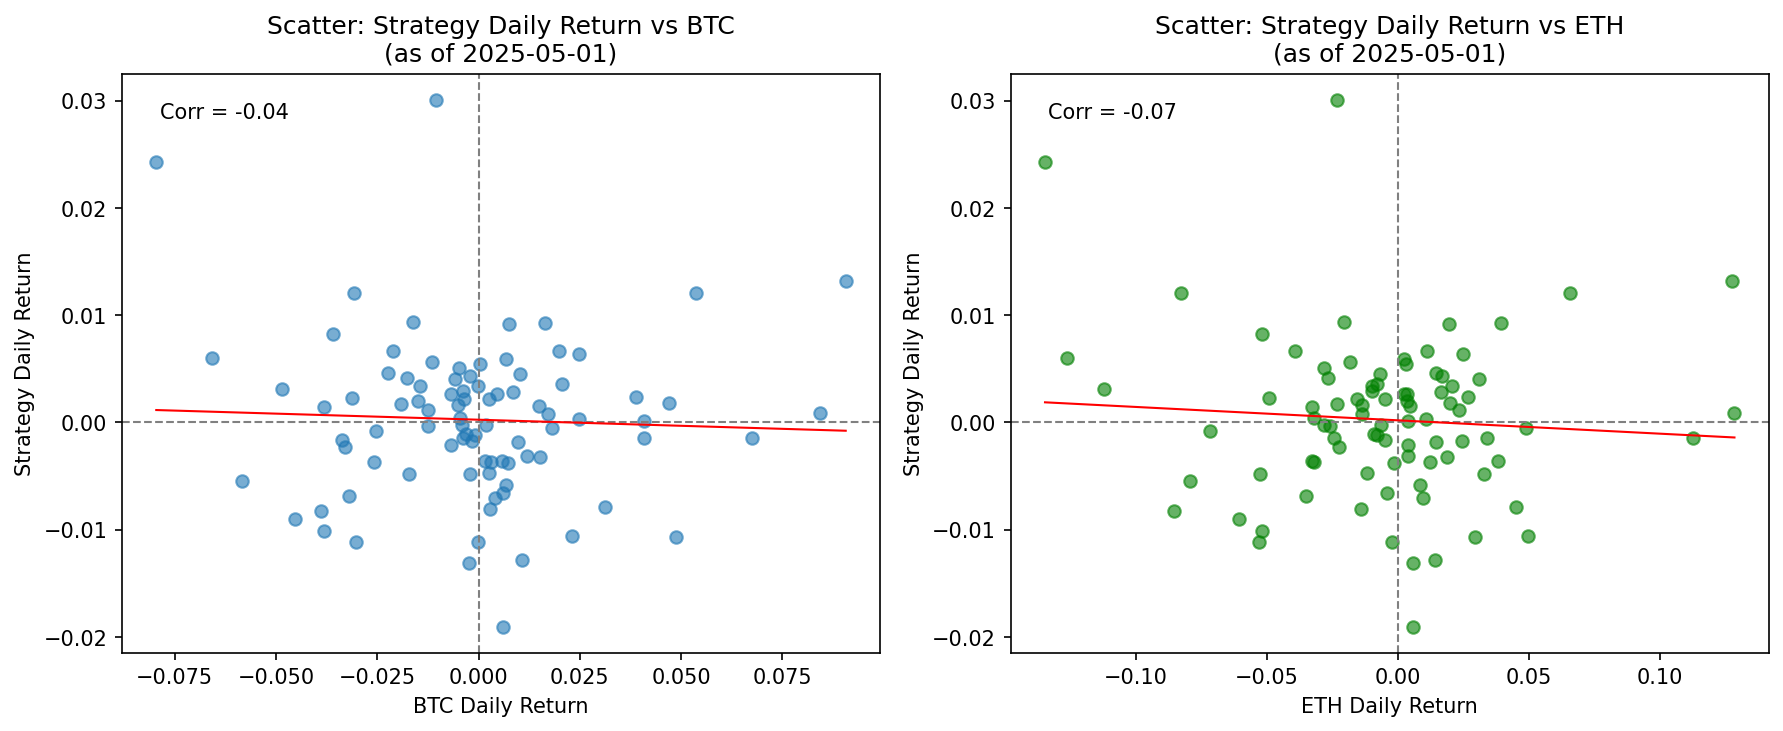 Scatter: Strategy Daily Return vs BTC
(as of 2025-05-01)
Corr = -0.04
0.03
0.02
0.01
0.00
−0.01
−0.02
Strategy Daily Return
−0.075
−0.050
−0.025
0.000
0.025
0.050
0.075
BTC Daily Return
Scatter: Strategy Daily Return vs ETH
(as of 2025-05-01)
Corr = -0.07
0.03
0.02
0.01
0.00
−0.01
−0.02
Strategy Daily Return
−0.10
−0.05
0.00
0.05
0.10
ETH Daily Return